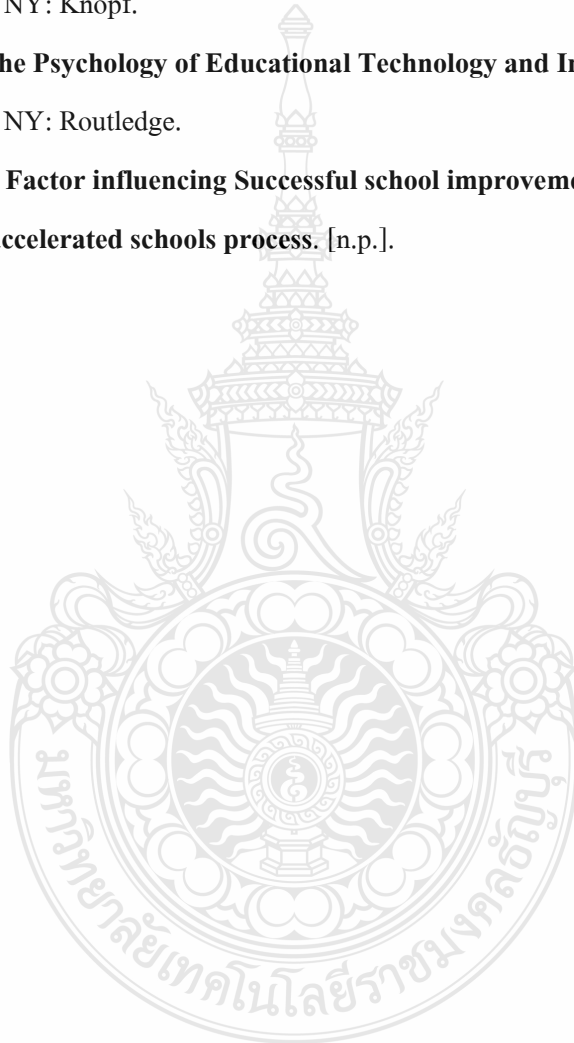 NY: Knopf.
he Psychology of Educational Technology and In
NY: Routledge.
Factor influencing Successful school improveme
ccelerated schools process. [n.p.].
มหาวิทยาลัยเทคโนโลยีราชมงคลธัญบุรี